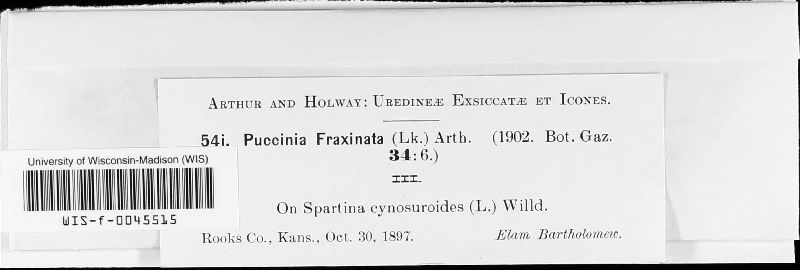 ARTHUR AND HOLWAY: UREDINEÆ EXSICCATÆ ET ICONES.
54i. Puccinia Fraxinata (Lk.) Arth. (1902. Bot. Gaz.
34:6.)
III.
On Spartina cynosuroides (L.) Willd.
Rooks Co., Kans., Oct. 30, 1897. Elam Bartholomew.
University of Wisconsin-Madison (WIS)
WIS-f-0045515